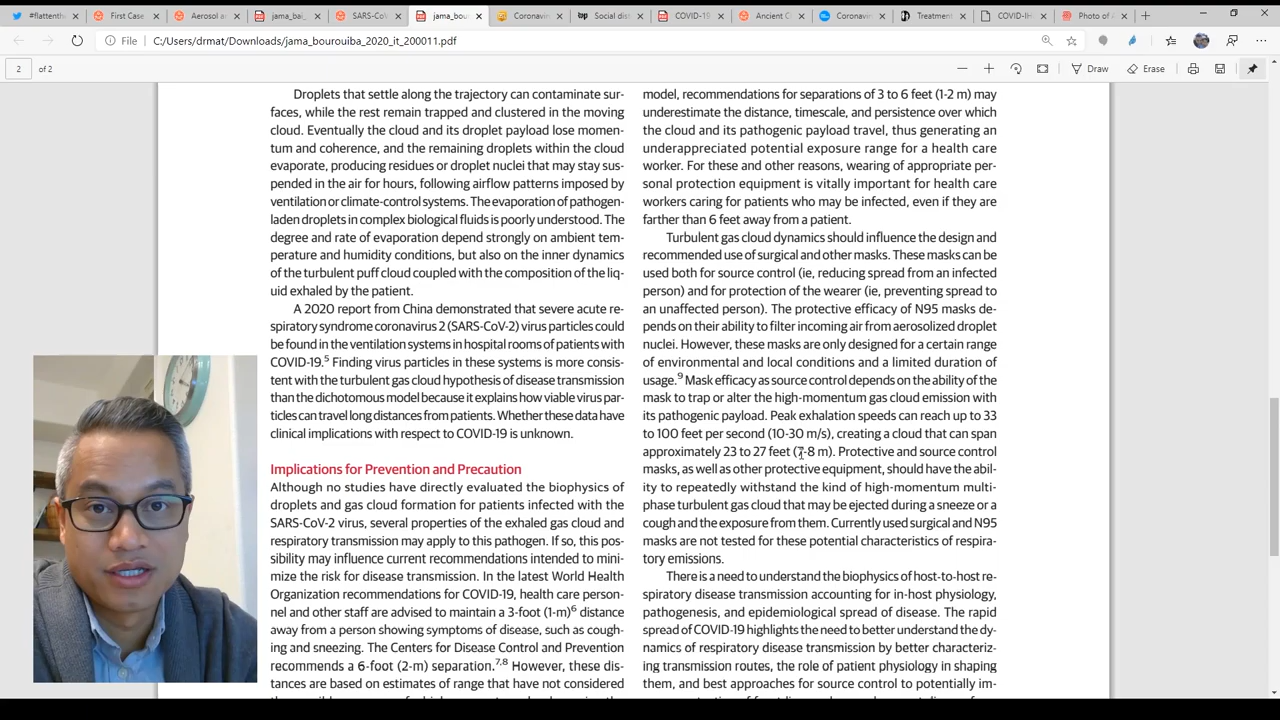 #flattenth
First Case
Aerosol a
jama_bai_
SARS-CoV
jama_bou
Coronavir
Social dis
COVID-19
Ancient C
Coronavir
Treatment
COVID-IH
Photo of A
File C:/Users/drmat/Downloads/jama_bourouiba_2020_it_200011.pdf
2 of 2
Draw
Erase
Droplets that settle along the trajectory can contaminate sur-
faces, while the rest remain trapped and clustered in the moving
cloud. Eventually the cloud and its droplet payload lose momen-
tum and coherence, and the remaining droplets within the cloud
evaporate, producing residues or droplet nuclei that may stay sus-
pended in the air for hours, following airflow patterns imposed by
ventilation or climate-control systems. The evaporation of pathogen-
laden droplets in complex biological fluids is poorly understood. The
degree and rate of evaporation depend strongly on ambient tem-
perature and humidity conditions, but also on the inner dynamics
of the turbulent puff cloud coupled with the composition of the liq-
uid exhaled by the patient.
A 2020 report from China demonstrated that severe acute re-
spiratory syndrome coronavirus 2 (SARS-CoV-2) virus particles could
be found in the ventilation systems in hospital rooms of patients with
COVID-19.5 Finding virus particles in these systems is more consis-
tent with the turbulent gas cloud hypothesis of disease transmission
than the dichotomous model because it explains how viable virus par-
ticles can travel long distances from patients. Whether these data have
clinical implications with respect to COVID-19 is unknown.
Implications for Prevention and Precaution
Although no studies have directly evaluated the biophysics of
droplets and gas cloud formation for patients infected with the
SARS-CoV-2 virus, several properties of the exhaled gas cloud and
respiratory transmission may apply to this pathogen. If so, this pos-
sibility may influence current recommendations intended to mini-
mize the risk for disease transmission. In the latest World Health
Organization recommendations for COVID-19, health care person-
nel and other staff are advised to maintain a 3-foot (1-m)6 distance
away from a person showing symptoms of disease, such as cough-
ing and sneezing. The Centers for Disease Control and Prevention
recommends a 6-foot (2-m) separation.7,8 However, these dis-
tances are based on estimates of range that have not considered
model, recommendations for separations of 3 to 6 feet (1-2 m) may
underestimate the distance, timescale, and persistence over which
the cloud and its pathogenic payload travel, thus generating an
underappreciated potential exposure range for a health care
worker. For these and other reasons, wearing of appropriate per-
sonal protection equipment is vitally important for health care
workers caring for patients who may be infected, even if they are
farther than 6 feet away from a patient.
Turbulent gas cloud dynamics should influence the design and
recommended use of surgical and other masks. These masks can be
used both for source control (ie, reducing spread from an infected
person) and for protection of the wearer (ie, preventing spread to
an unaffected person). The protective efficacy of N95 masks de-
pends on their ability to filter incoming air from aerosolized droplet
nuclei. However, these masks are only designed for a certain range
of environmental and local conditions and a limited duration of
usage.9 Mask efficacy as source control depends on the ability of the
mask to trap or alter the high-momentum gas cloud emission with
its pathogenic payload. Peak exhalation speeds can reach up to 33
to 100 feet per second (10-30 m/s), creating a cloud that can span
approximately 23 to 27 feet (7-8 m). Protective and source control
masks, as well as other protective equipment, should have the abil-
ity to repeatedly withstand the kind of high-momentum multi-
phase turbulent gas cloud that may be ejected during a sneeze or a
cough and the exposure from them. Currently used surgical and N95
masks are not tested for these potential characteristics of respira-
tory emissions.
There is a need to understand the biophysics of host-to-host re-
spiratory disease transmission accounting for in-host physiology,
pathogenesis, and epidemiological spread of disease. The rapid
spread of COVID-19 highlights the need to better understand the dy-
namics of respiratory disease transmission by better characteriz-
ing transmission routes, the role of patient physiology in shaping
them, and best approaches for source control to potentially im-